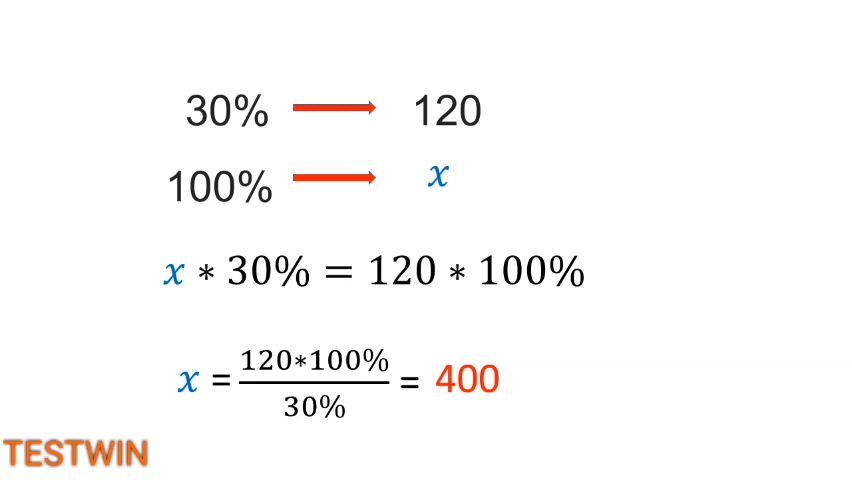 30% → 120
100% → x
x * 30% = 120 * 100%
x = 120*100% / 30% = 400
TESTWIN